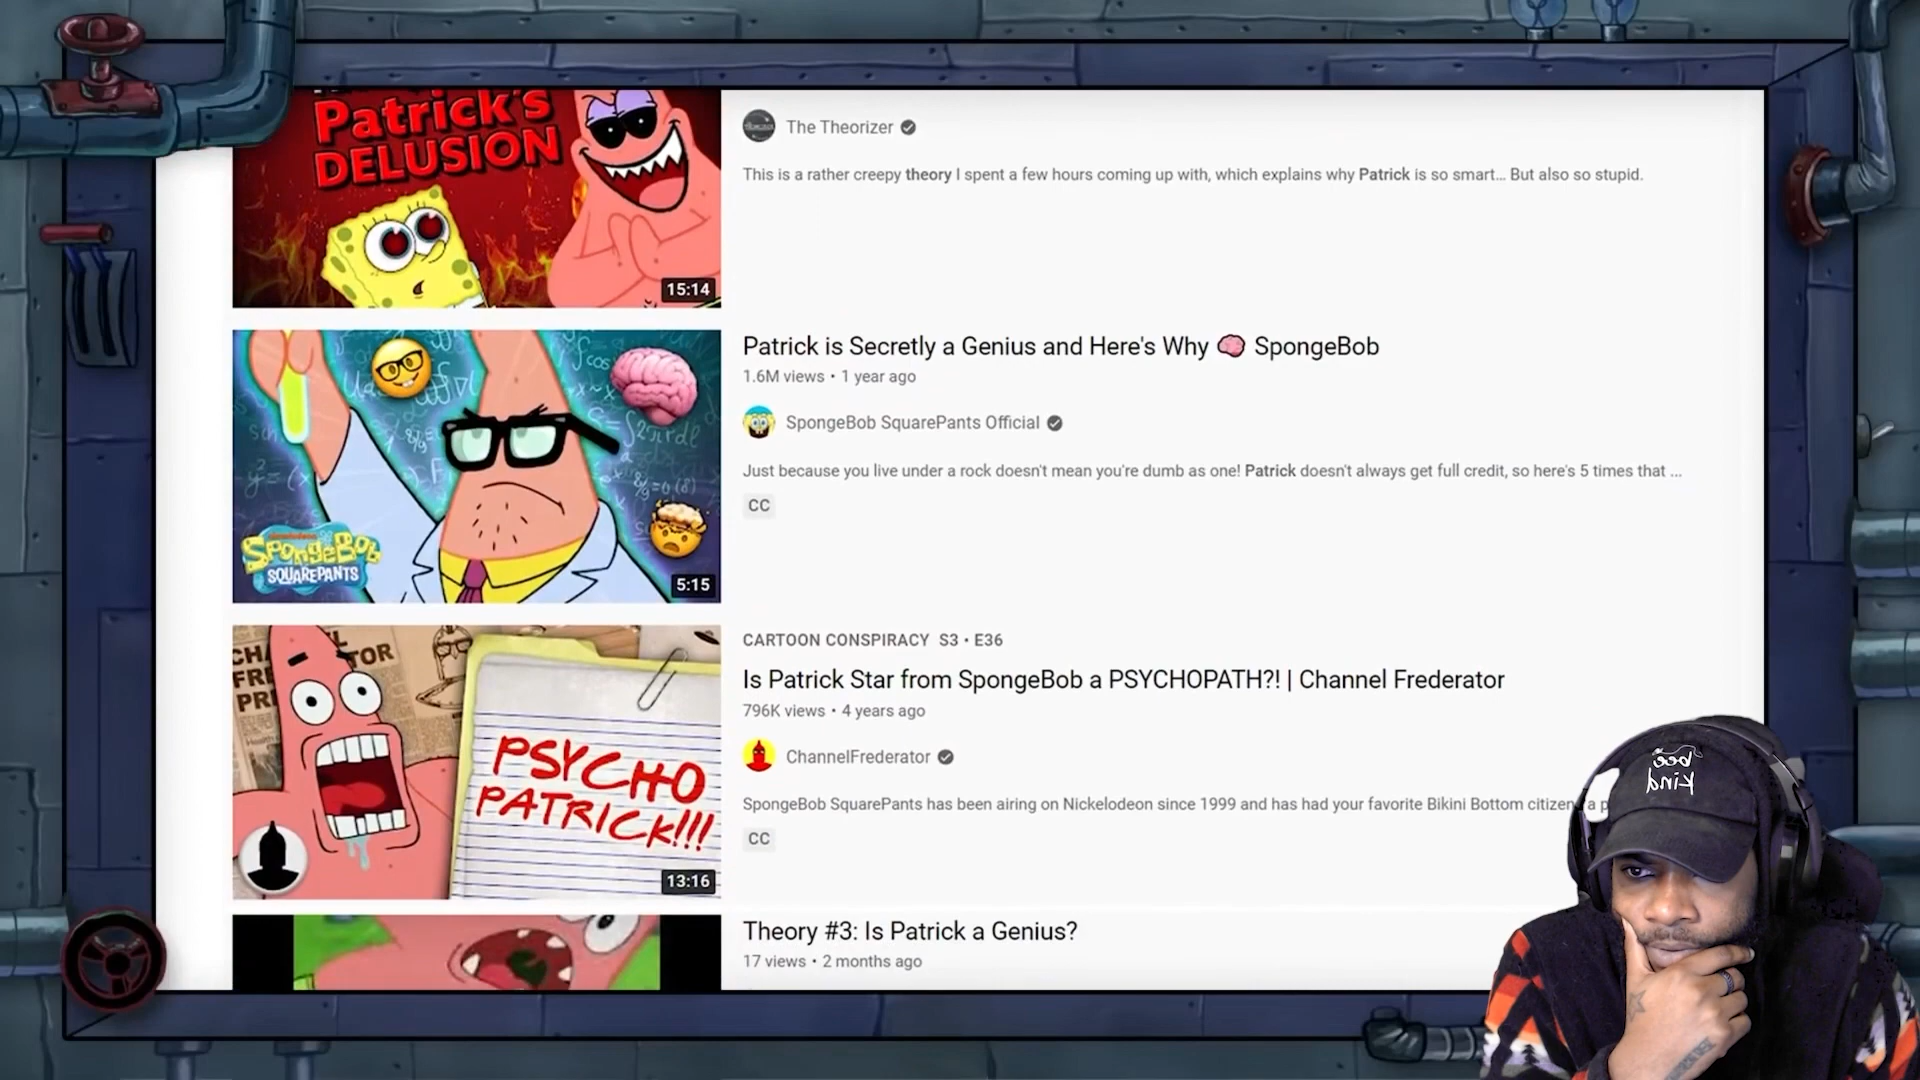 Patrick's
DELUSION
15:14
The Theorizer
This is a rather creepy theory I spent a few hours coming up with, which explains why Patrick is so smart... But also so stupid.
Patrick is Secretly a Genius and Here's Why 🧠 SpongeBob
1.6M views • 1 year ago
SpongeBob SquarePants Official
Just because you live under a rock doesn't mean you're dumb as one! Patrick doesn't always get full credit, so here's 5 times that ...
CC
nickelodeon
SpongeBob
SQUAREPANTS
5:15
CARTOON CONSPIRACY S3 • E36
Is Patrick Star from SpongeBob a PSYCHOPATH?! | Channel Frederator
796K views • 4 years ago
ChannelFrederator
SpongeBob SquarePants has been airing on Nickelodeon since 1999 and has had your favorite Bikini Bottom citizen
CC
PSYCHO
PATRICK!!!
13:16
Theory #3: Is Patrick a Genius?
17 views • 2 months ago
bee
kind